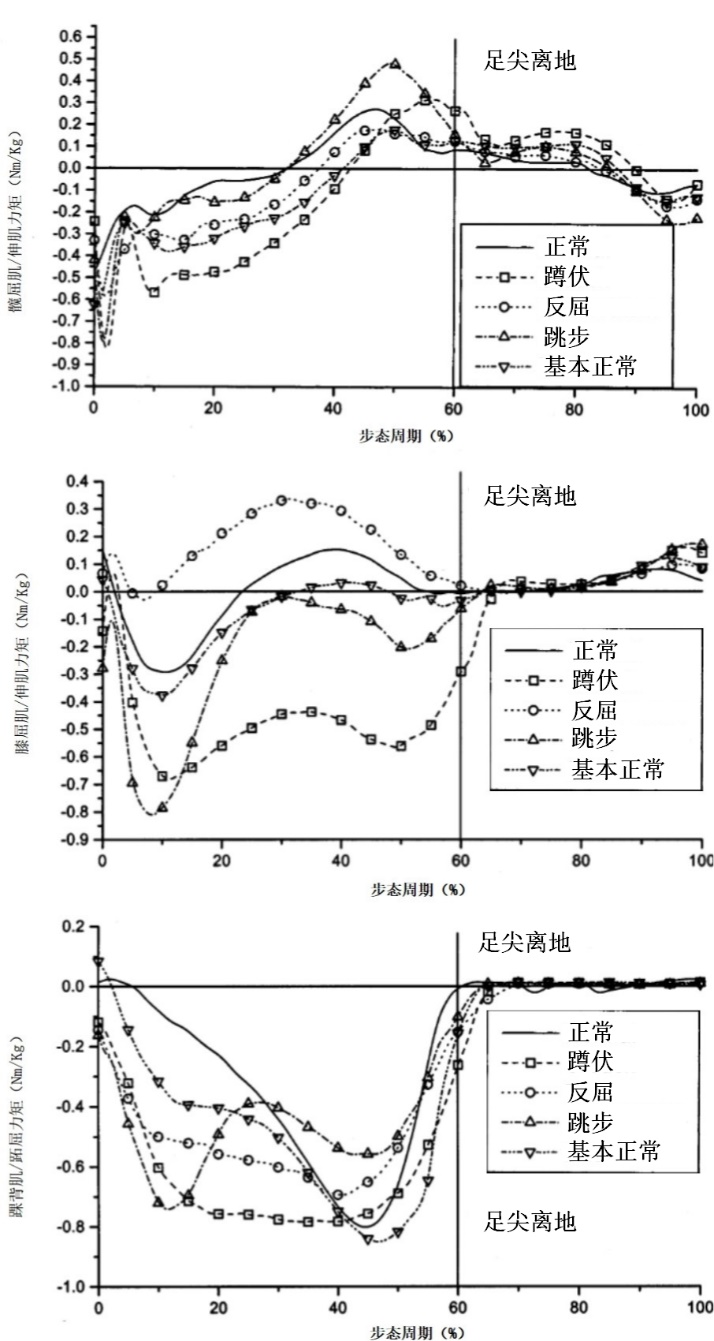 0.6
0.5
0.4
0.3
0.2
0.1
0.0
-0.1
-0.2
-0.3
-0.4
-0.5
-0.6
-0.7
-0.8
-0.9
-1.0
髋屈肌/伸肌力矩(Nm/Kg)
足尖离地
正常
蹲伏
反屈
跳步
基本正常
0 20 40 60 80 100
步态周期(%)
0.4
0.3
0.2
0.1
0.0
-0.1
-0.2
-0.3
-0.4
-0.5
-0.6
-0.7
-0.8
-0.9
膝屈肌/伸肌力矩(Nm/Kg)
足尖离地
正常
蹲伏
反屈
跳步
基本正常
0 20 40 60 80 100
步态周期(%)
0.2
0.0
-0.2
-0.4
-0.6
-0.8
-1.0
踝背肌/跖屈力矩(Nm/Kg)
足尖离地
正常
蹲伏
反屈
跳步
基本正常
足尖离地
0 20 40 60 80 100
步态周期(%)